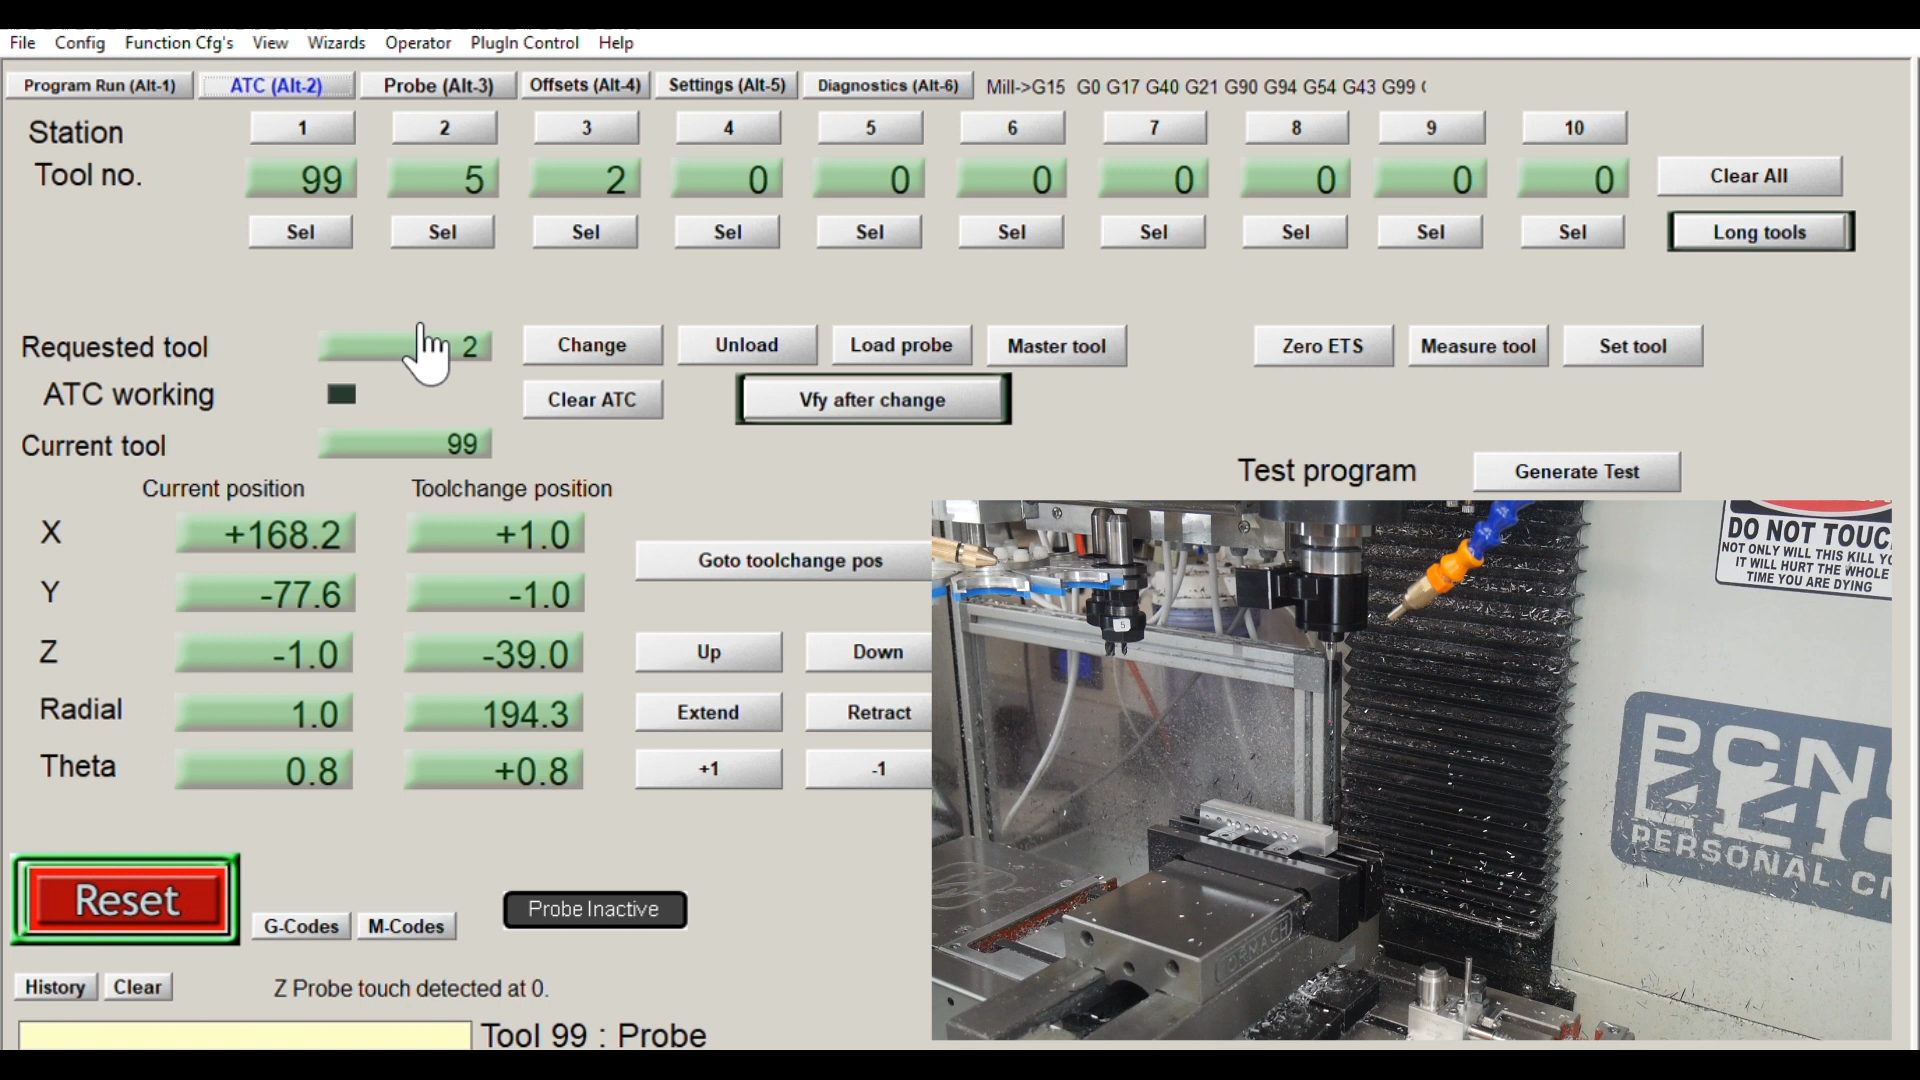 File Config Function Cfg's View Wizards Operator PlugIn Control Help
Program Run (Alt-1) ATC (Alt-2) Probe (Alt-3) Offsets (Alt-4) Settings (Alt-5) Diagnostics (Alt-6) Mill->G15 G0 G17 G40 G21 G90 G94 G54 G43 G99
Station 1 2 3 4 5 6 7 8 9 10
Tool no. 99 5 2 0 0 0 0 0 0 0 Clear All
Sel Sel Sel Sel Sel Sel Sel Sel Sel Sel Long tools
Requested tool 2 Change Unload Load probe Master tool Zero ETS Measure tool Set tool
ATC working Clear ATC Vfy after change
Current tool 99
Test program Generate Test
Current position Toolchange position
X +168.2 +1.0 Goto toolchange pos
Y -77.6 -1.0
Z -1.0 -39.0 Up Down
Radial 1.0 194.3 Extend Retract
Theta 0.8 +0.8 +1 -1
Reset G-Codes M-Codes Probe Inactive
History Clear Z Probe touch detected at 0.
Tool 99 : Probe
DO NOT TOUC
NOT ONLY WILL THIS KILL Y
IT WILL HURT THE WHOLE
TIME YOU ARE DYING
5
PCN
440
PERSONAL CN
TORMACH